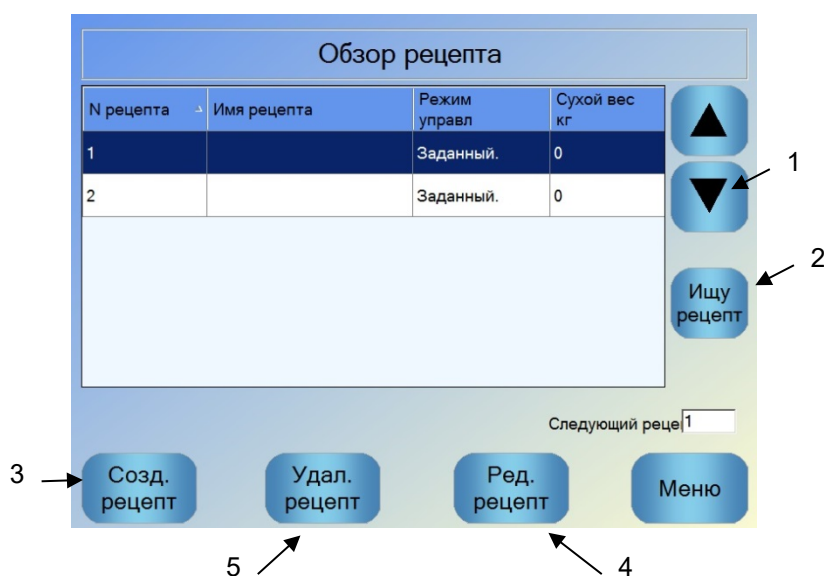 Обзор рецепта
N рецепта Имя рецепта Режим управл Сухой вес кг
1 Заданный. 0
2 Заданный. 0
1
2
Ищу
рецепт
Следующий реце 1
3
Созд.
рецепт
Удал.
рецепт
Ред.
рецепт
Меню
5
4